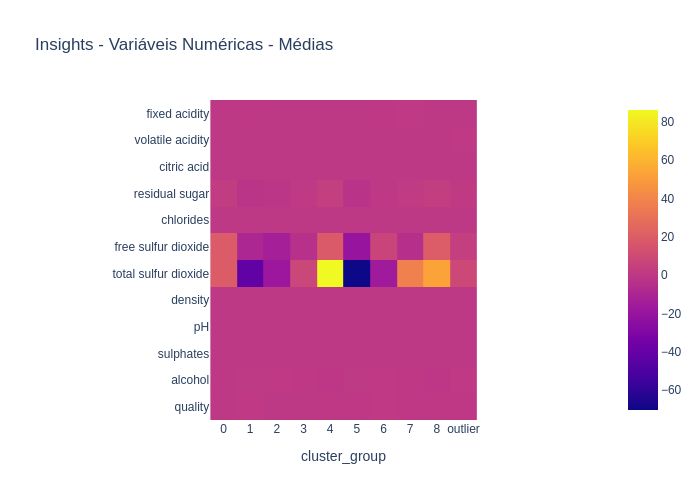 Insights - Variáveis Numéricas - Médias
fixed acidity
volatile acidity
citric acid
residual sugar
chlorides
free sulfur dioxide
total sulfur dioxide
density
pH
sulphates
alcohol
quality
0 1 2 3 4 5 6 7 8 outlier
cluster_group
80
60
40
20
0
−20
−40
−60